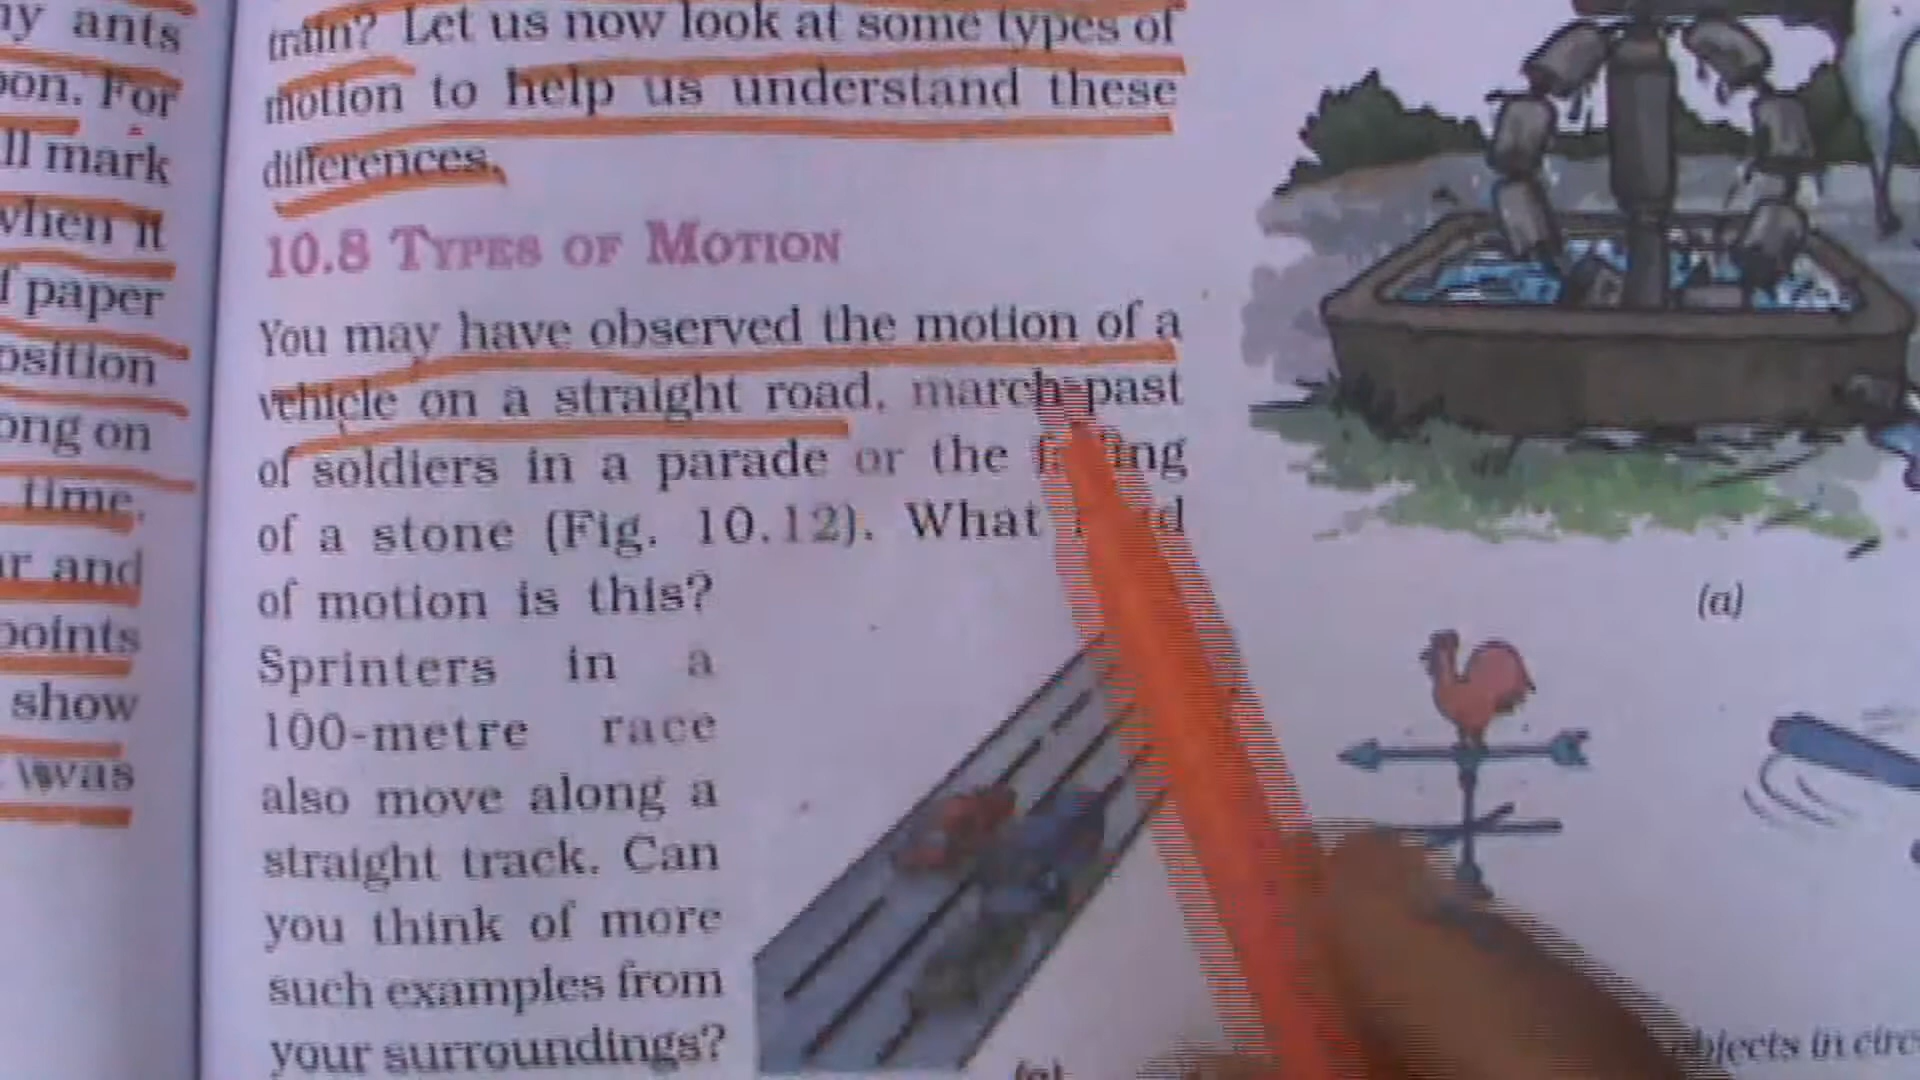 ants
For
ll mark
when it
f paper
osition
ong on
time.
ar and
points
show
was
train? Let us now look at some types of
motion to help us understand these
differences.
10.8 TYPES OF MOTION
You may have observed the motion of a
vehicle on a straight road, march-past
of soldiers in a parade or the
of a stone (Fig. 10.12). What
of motion is this?
Sprinters in a
100-metre race
also move along a
straight track. Can
you think of more
such examples from
your surroundings?
(a)
(a)
objects in circ